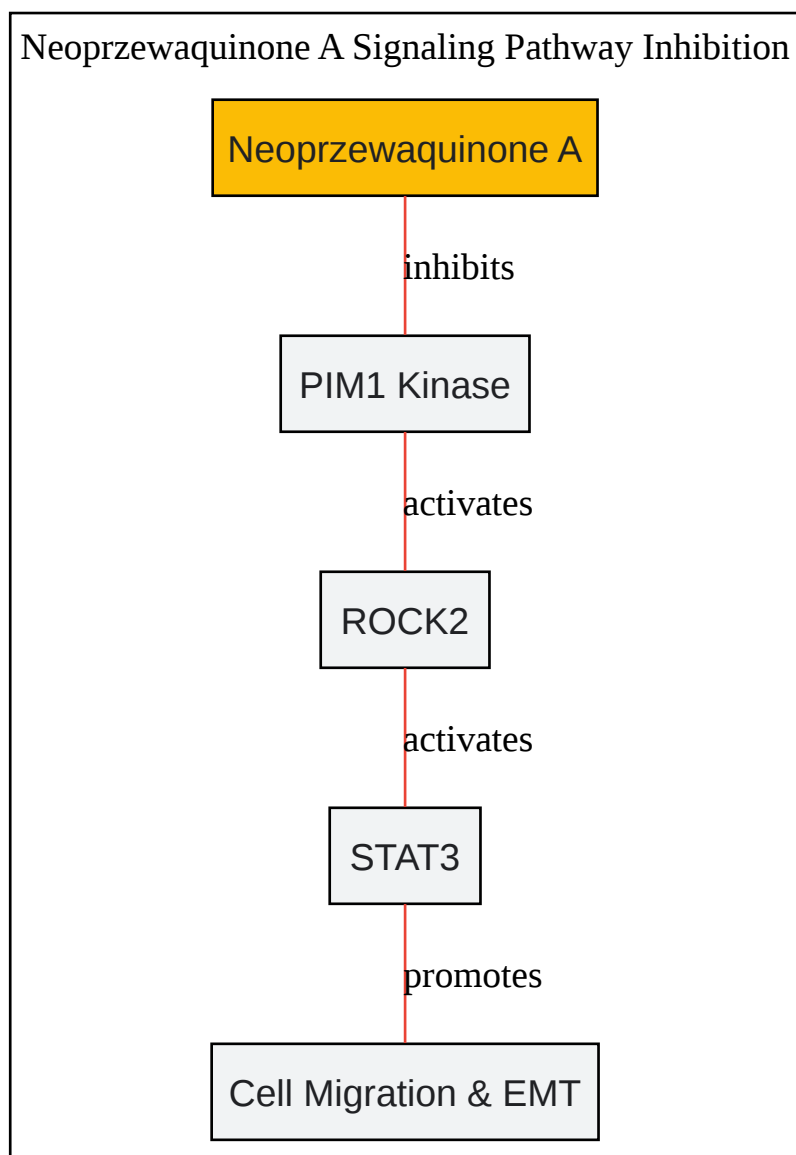 Neoprzewaquinone A Signaling Pathway Inhibition
Neoprzewaquinone A
inhibits
PIM1 Kinase
activates
ROCK2
activates
STAT3
promotes
Cell Migration & EMT